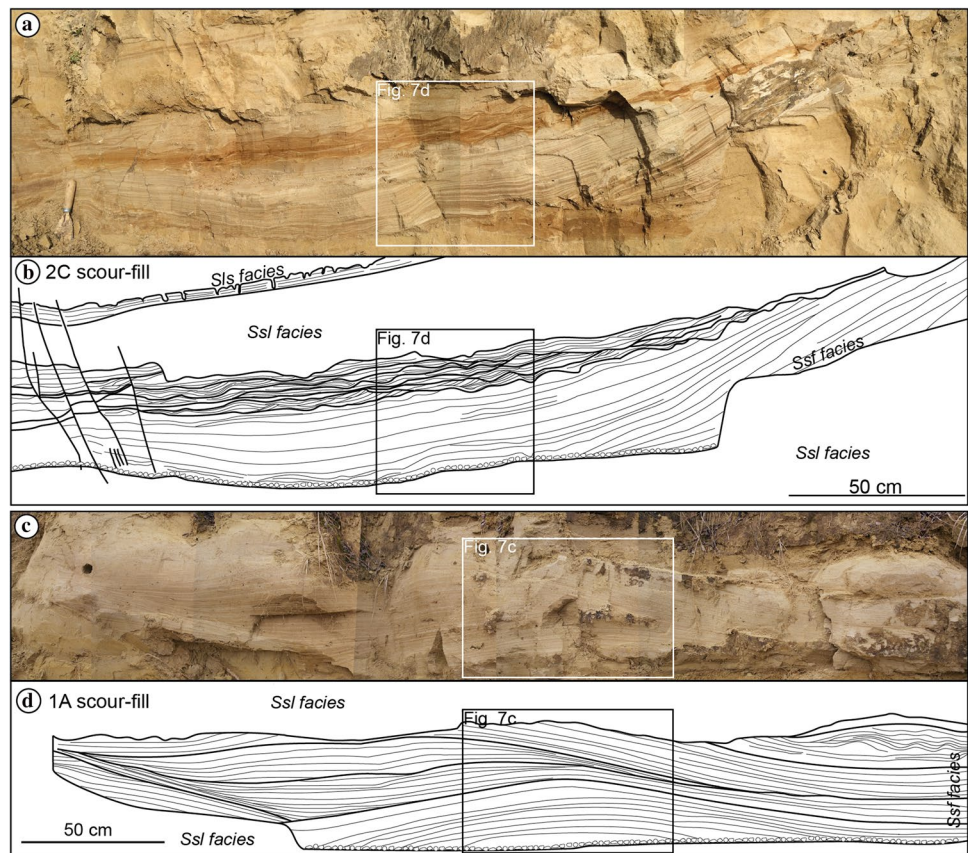 a
Fig. 7d
b 2C scour-fill
Sls facies
Ssl facies
Fig. 7d
Ssf facies
Ssl facies
50 cm
c
Fig. 7c
d 1A scour-fill
Ssl facies
Fig. 7c
Ssf facies
50 cm
Ssl facies